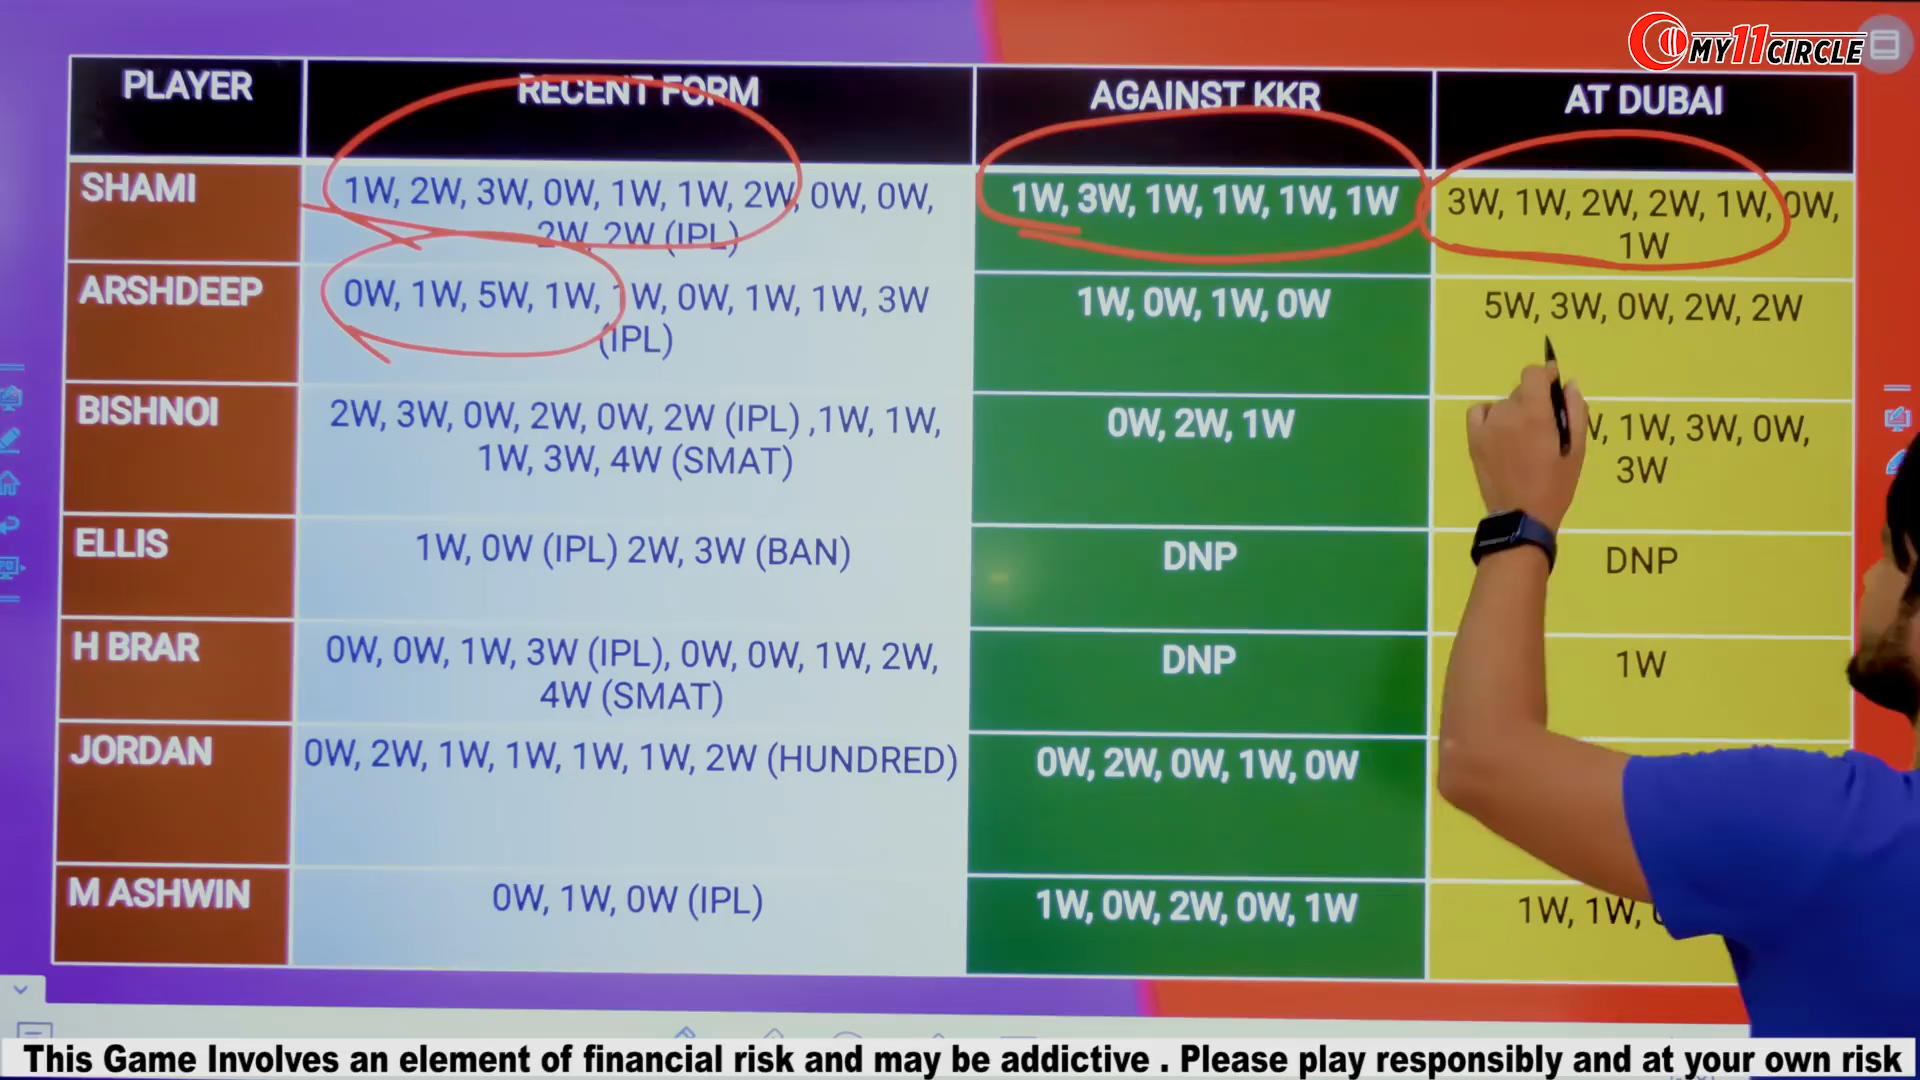 MY11CIRCLE
PLAYER RECENT FORM AGAINST KKR AT DUBAI
SHAMI 1W, 2W, 3W, 0W, 1W, 1W, 2W, 0W, 0W, 1W, 3W, 1W, 1W, 1W, 1W 3W, 1W, 2W, 2W, 1W, 0W,
2W, 2W (IPL) 1W
ARSHDEEP 0W, 1W, 5W, 1W, 1W, 0W, 1W, 1W, 3W 1W, 0W, 1W, 0W 5W, 3W, 0W, 2W, 2W
(IPL)
BISHNOI 2W, 3W, 0W, 2W, 0W, 2W (IPL) ,1W, 1W, 0W, 2W, 1W 1W, 3W, 0W,
1W, 3W, 4W (SMAT) 3W
ELLIS 1W, 0W (IPL) 2W, 3W (BAN) DNP DNP
H BRAR 0W, 0W, 1W, 3W (IPL), 0W, 0W, 1W, 2W, DNP 1W
4W (SMAT)
JORDAN 0W, 2W, 1W, 1W, 1W, 1W, 2W (HUNDRED) 0W, 2W, 0W, 1W, 0W
M ASHWIN 0W, 1W, 0W (IPL) 1W, 0W, 2W, 0W, 1W 1W, 1W,
This Game Involves an element of financial risk and may be addictive . Please play responsibly and at your own risk